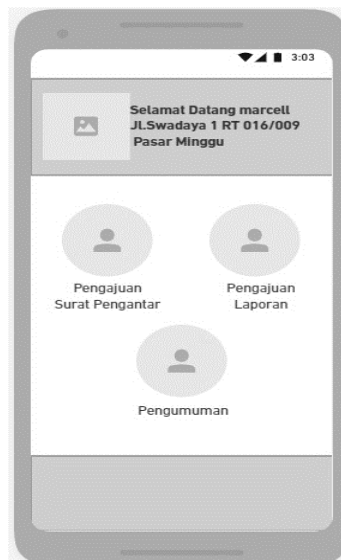 3:03
Selamat Datang marcell
Jl.Swadaya 1 RT 016/009
Pasar Minggu
Pengajuan
Surat Pengantar
Pengajuan
Laporan
Pengumuman